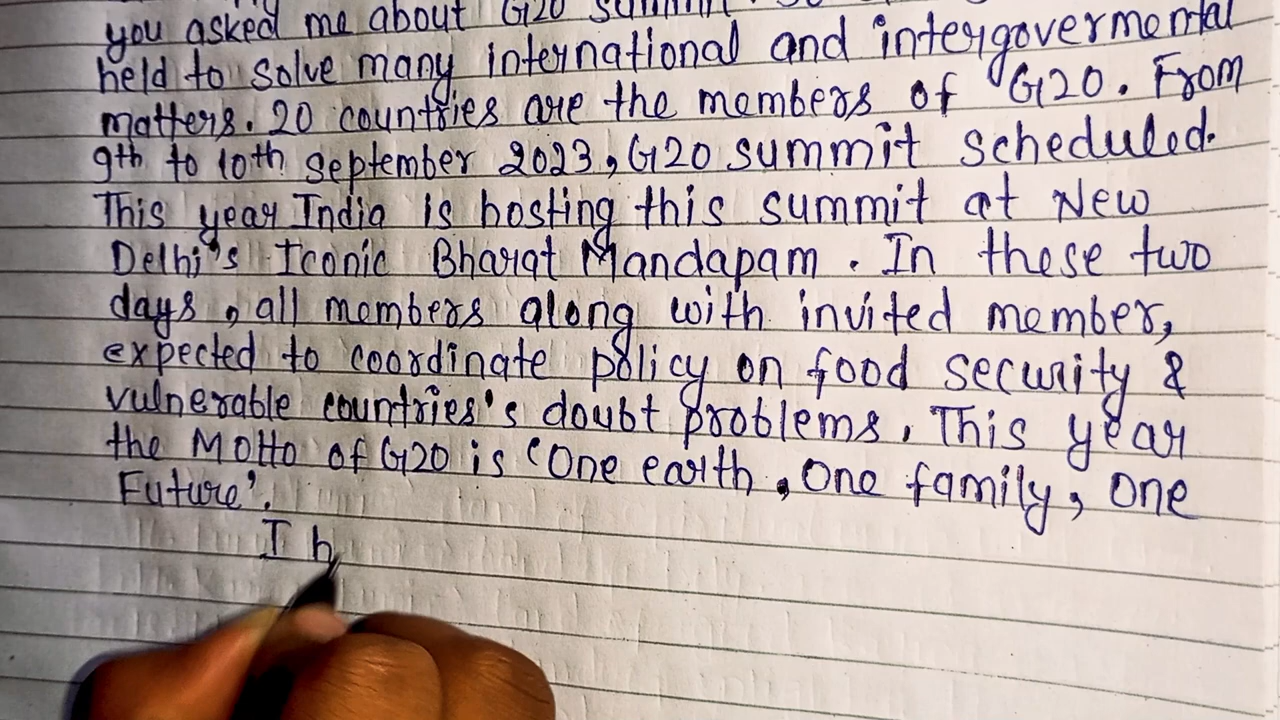 you asked me about G20 summit. So
held to solve many international and intergovermental
matters. 20 countries are the members of G20. From
9th to 10th september 2023, G20 summit scheduled.
This year India is hosting this summit at New
Delhi's Iconic Bharat Mandapam. In these two
days, all members along with invited member,
expected to coordinate policy on food security &
vulnerable countries's doubt problems. This year
the Motto of G20 is 'One earth, One family, One
Future'.
I h